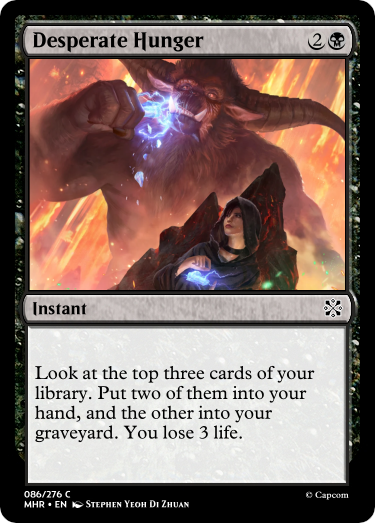 Desperate Hunger 2
Instant
Look at the top three cards of your
library. Put two of them into your
hand, and the other into your
graveyard. You lose 3 life.
086/276 C
MHR • EN Stephen Yeoh Di Zhuan
© Capcom